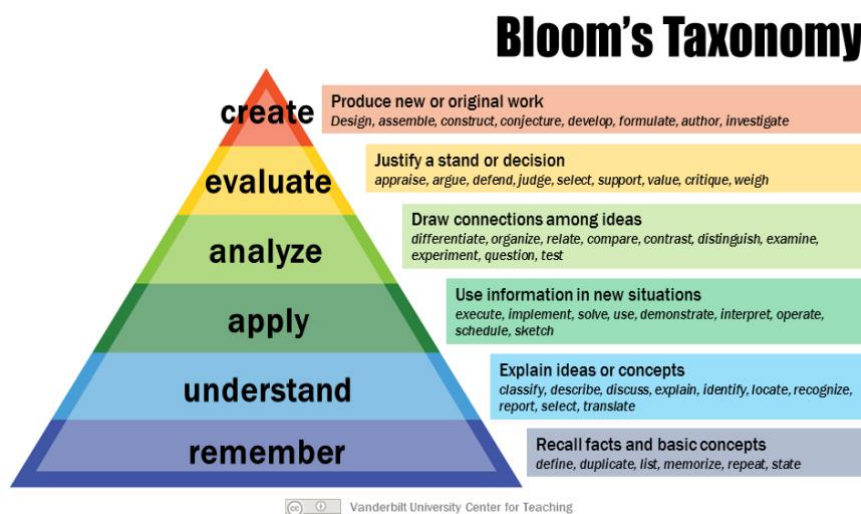 Bloom's Taxonomy
create
Produce new or original work
Design, assemble, construct, conjecture, develop, formulate, author, investigate
evaluate
Justify a stand or decision
appraise, argue, defend, judge, select, support, value, critique, weigh
analyze
Draw connections among ideas
differentiate, organize, relate, compare, contrast, distinguish, examine,
experiment, question, test
apply
Use information in new situations
execute, implement, solve, use, demonstrate, interpret, operate,
schedule, sketch
understand
Explain ideas or concepts
classify, describe, discuss, explain, identify, locate, recognize,
report, select, translate
remember
Recall facts and basic concepts
define, duplicate, list, memorize, repeat, state
cc Vanderbilt University Center for Teaching